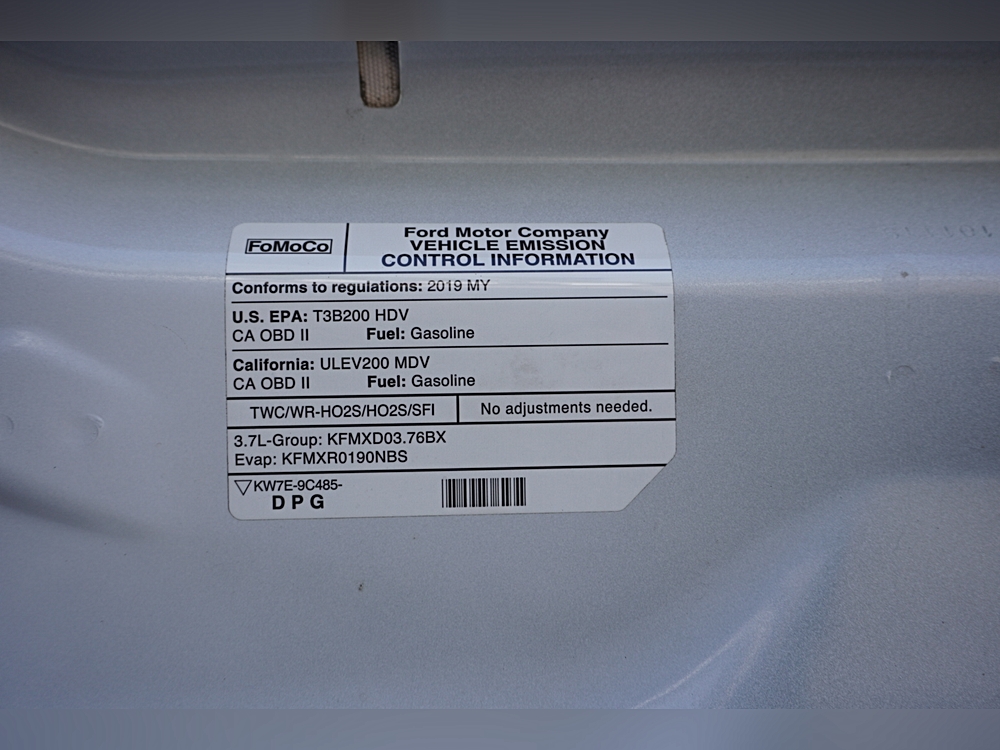 FoMoCo
Ford Motor Company
VEHICLE EMISSION
CONTROL INFORMATION
Conforms to regulations: 2019 MY
U.S. EPA: T3B200 HDV
CA OBD II Fuel: Gasoline
California: ULEV200 MDV
CA OBD II Fuel: Gasoline
TWC/WR-HO2S/HO2S/SFI No adjustments needed.
3.7L-Group: KFMXD03.76BX
Evap: KFMXR0190NBS
KW7E-9C485-
D P G